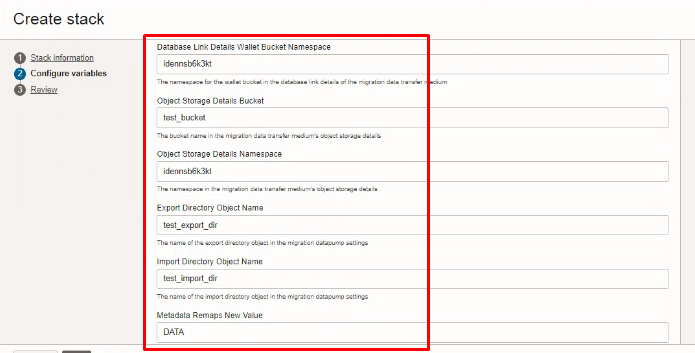 Create stack
1 Stack information
2 Configure variables
3 Review
Database Link Details Wallet Bucket Namespace
idennsb6k3kt
The namespace for the wallet bucket in the database link details of the migration data transfer medium
Object Storage Details Bucket
test_bucket
The bucket name in the migration data transfer medium's object storage details
Object Storage Details Namespace
idennsb6k3kt
The namespace in the migration data transfer medium's object storage details
Export Directory Object Name
test_export_dir
The name of the export directory object in the migration datapump settings
Import Directory Object Name
test_import_dir
The name of the import directory object in the migration datapump settings
Metadata Remaps New Value
DATA